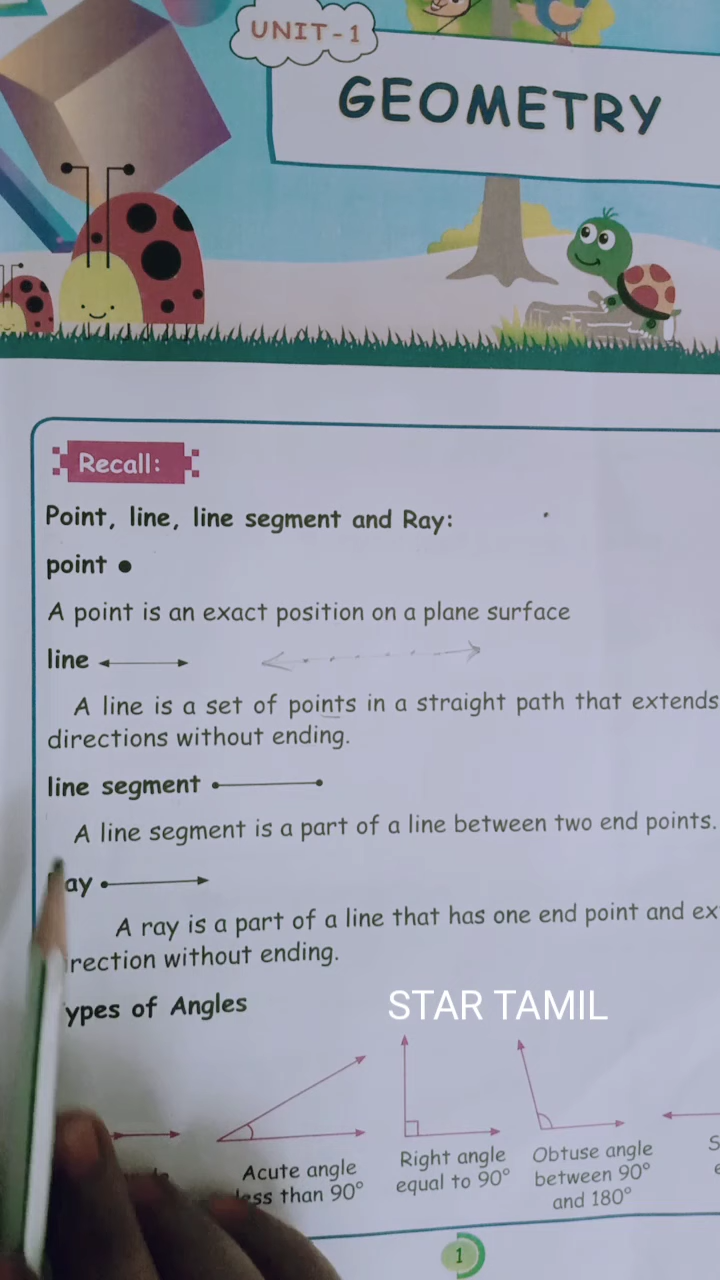 UNIT-1
GEOMETRY
Recall:
Point, line, line segment and Ray:
point
A point is an exact position on a plane surface
line
A line is a set of points in a straight path that extends
directions without ending.
line segment
A line segment is a part of a line between two end points.
ay
A ray is a part of a line that has one end point and ex
rection without ending.
ypes of Angles
STAR TAMIL
Acute angle
less than 90°
Right angle
equal to 90°
Obtuse angle
between 90°
and 180°
1